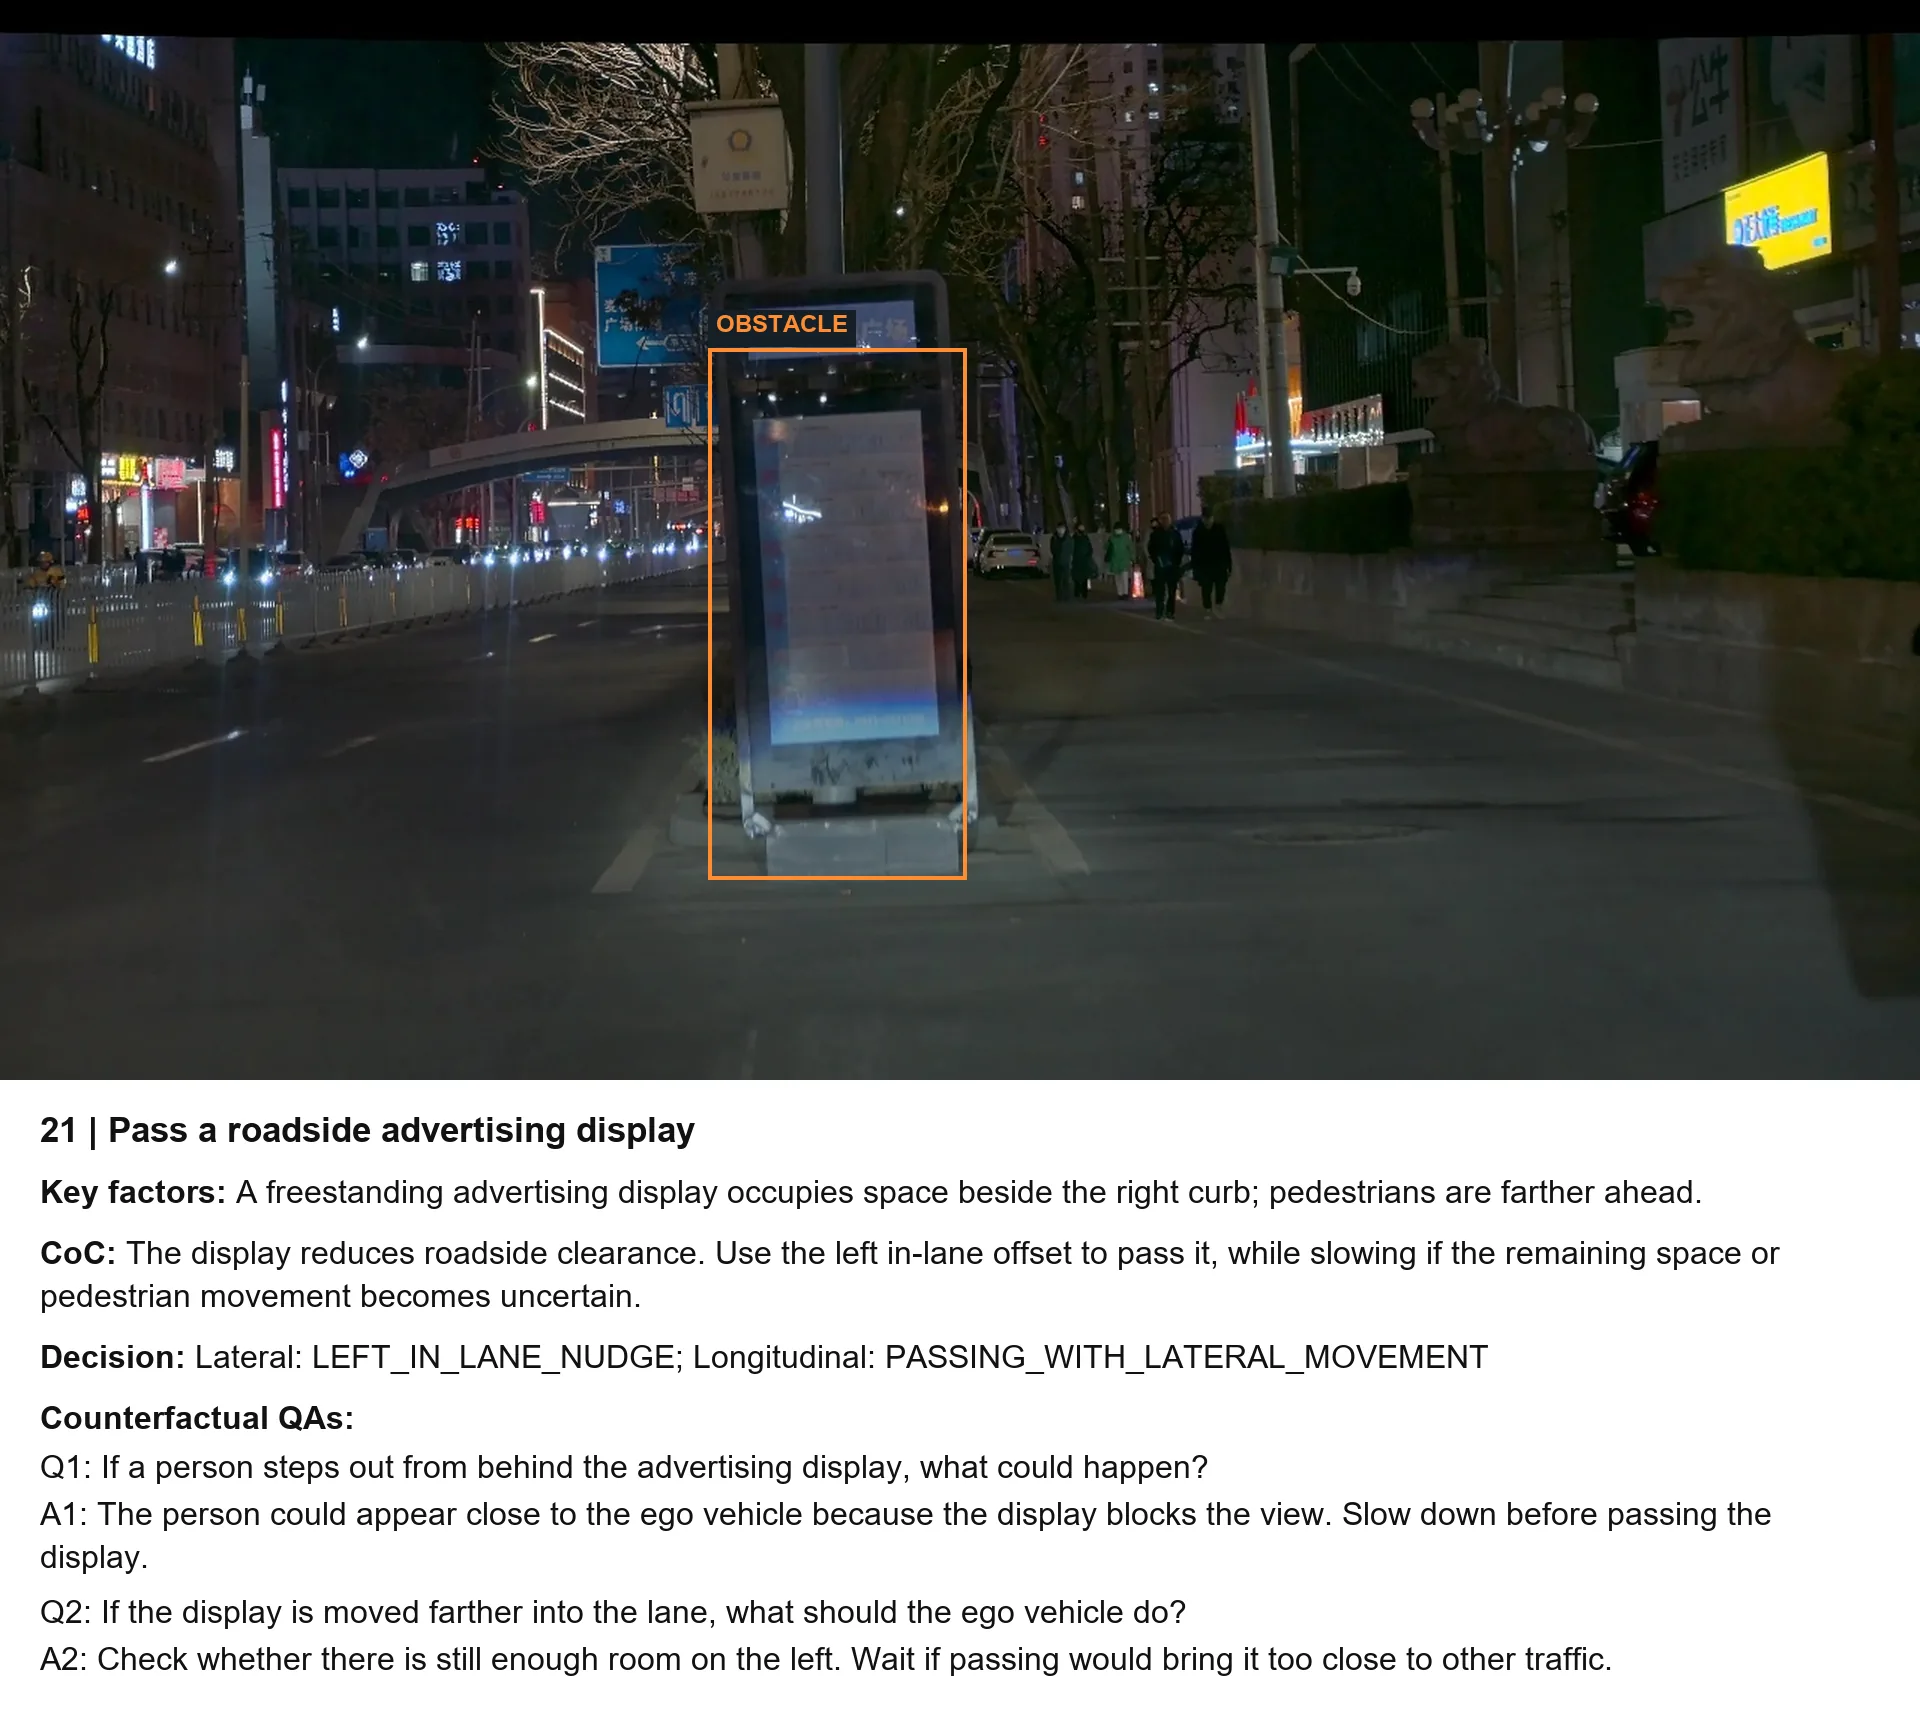 广场
OBSTACLE
21 | Pass a roadside advertising display
Key factors: A freestanding advertising display occupies space beside the right curb; pedestrians are farther ahead.
CoC: The display reduces roadside clearance. Use the left in-lane offset to pass it, while slowing if the remaining space or
pedestrian movement becomes uncertain.
Decision: Lateral: LEFT_IN_LANE_NUDGE; Longitudinal: PASSING_WITH_LATERAL_MOVEMENT
Counterfactual QAs:
Q1: If a person steps out from behind the advertising display, what could happen?
A1: The person could appear close to the ego vehicle because the display blocks the view. Slow down before passing the
display.
Q2: If the display is moved farther into the lane, what should the ego vehicle do?
A2: Check whether there is still enough room on the left. Wait if passing would bring it too close to other traffic.